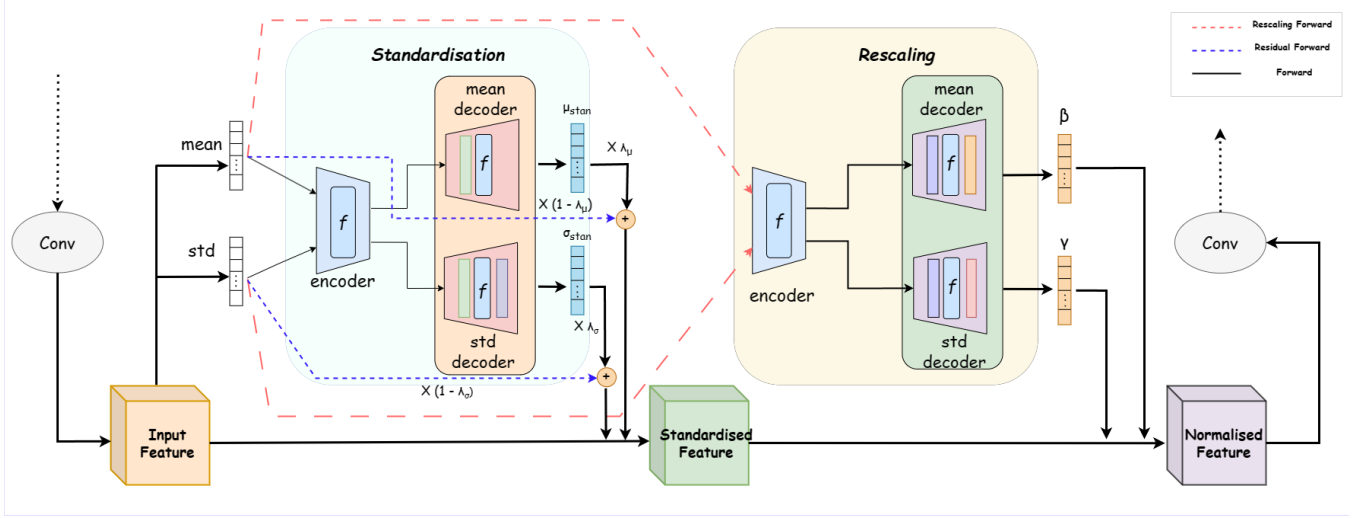 Standardisation
Rescaling
Rescaling Forward
Residual Forward
Forward
mean
decoder
μstan
mean
decoder
β
mean
X λμ
f
f
f
f
X (1 - λμ)
+
Conv
std
σstan
Conv
encoder
γ
encoder
f
f
X λσ
std
decoder
std
decoder
+
X (1 - λσ)
Input
Feature
Standardised
Feature
Normalised
Feature